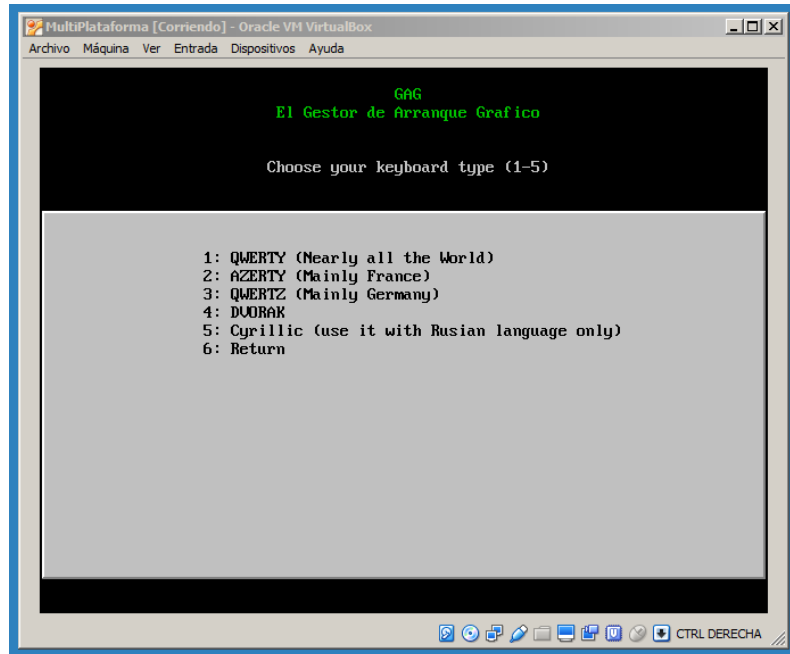 MultiPlataforma [Corriendo] - Oracle VM VirtualBox
Archivo Máquina Ver Entrada Dispositivos Ayuda
GAG
El Gestor de Arranque Grafico
Choose your keyboard type (1-5)
1: QWERTY (Nearly all the World)
2: AZERTY (Mainly France)
3: QWERTZ (Mainly Germany)
4: DVORAK
5: Cyrillic (use it with Rusian language only)
6: Return
CTRL DERECHA